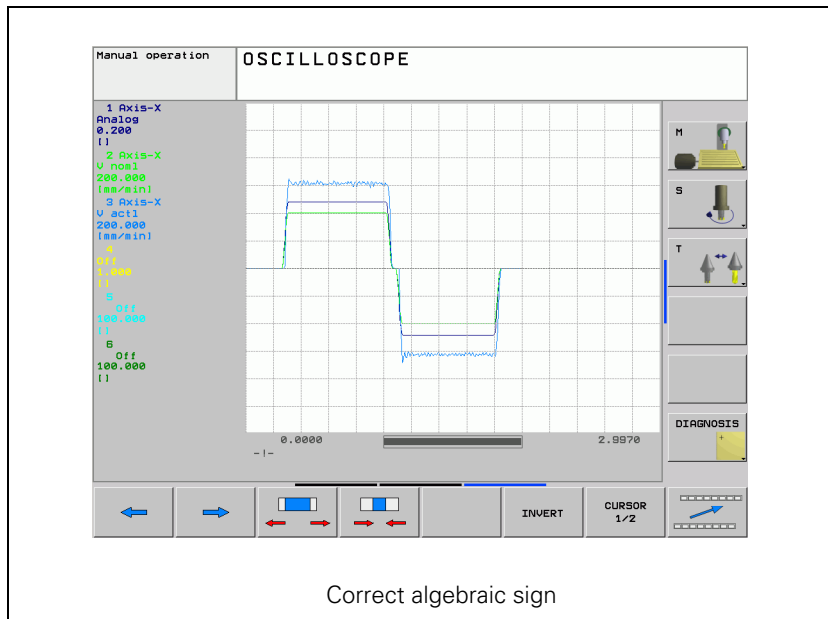 Manual operation
OSCILLOSCOPE
1 Axis-X
Analog
0.200
[]
2 Axis-X
V noml
200.000
[mm/min]
3 Axis-X
V actl
200.000
[mm/min]
4
Off
1.000
[]
5
Off
100.000
[]
6
Off
100.000
[]
0.0000
2.9970
-!-
M
S
T
DIAGNOSIS
INVERT
CURSOR
1/2
Correct algebraic sign